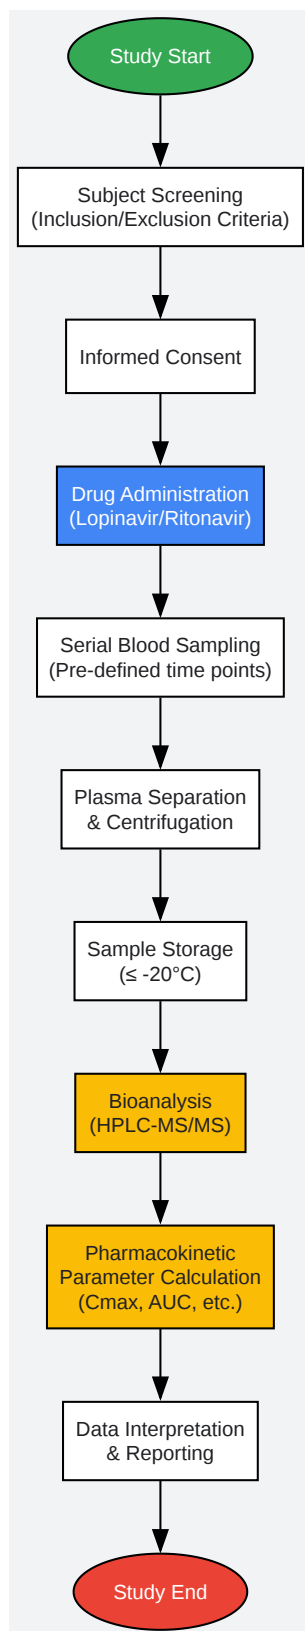 Study Start
Subject Screening
(Inclusion/Exclusion Criteria)
Informed Consent
Drug Administration
(Lopinavir/Ritonavir)
Serial Blood Sampling
(Pre-defined time points)
Plasma Separation
& Centrifugation
Sample Storage
(≤ -20°C)
Bioanalysis
(HPLC-MS/MS)
Pharmacokinetic
Parameter Calculation
(Cmax, AUC, etc.)
Data Interpretation
& Reporting
Study End